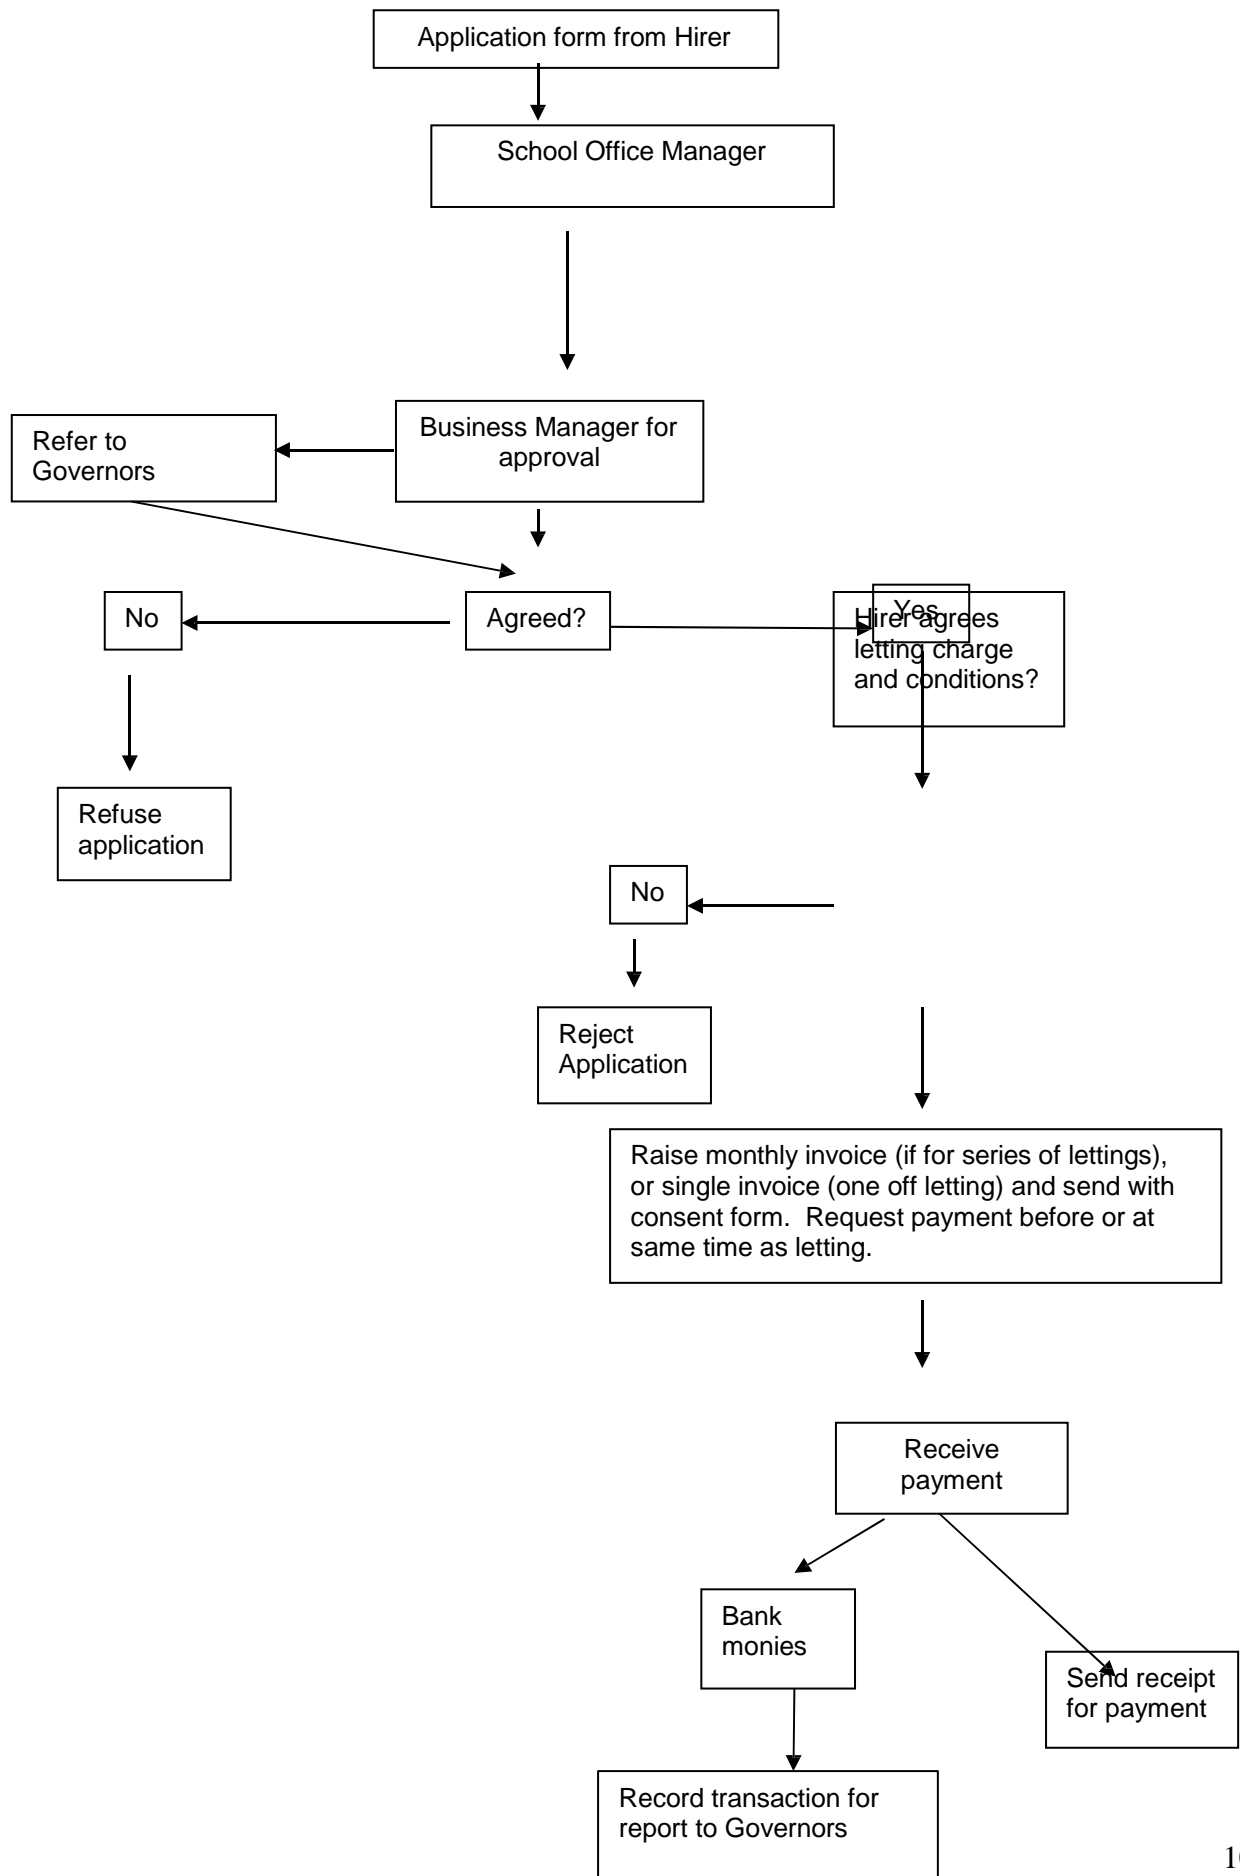 Application form from Hirer
School Office Manager
Business Manager for
approval
Refer to
Governors
No
Agreed?
Yes
Hirer agrees
letting charge
and conditions?
Refuse
application
No
Reject
Application
Raise monthly invoice (if for series of lettings),
or single invoice (one off letting) and send with
consent form.  Request payment before or at
same time as letting.
Receive
payment
Bank
monies
Send receipt
for payment
Record transaction for
report to Governors